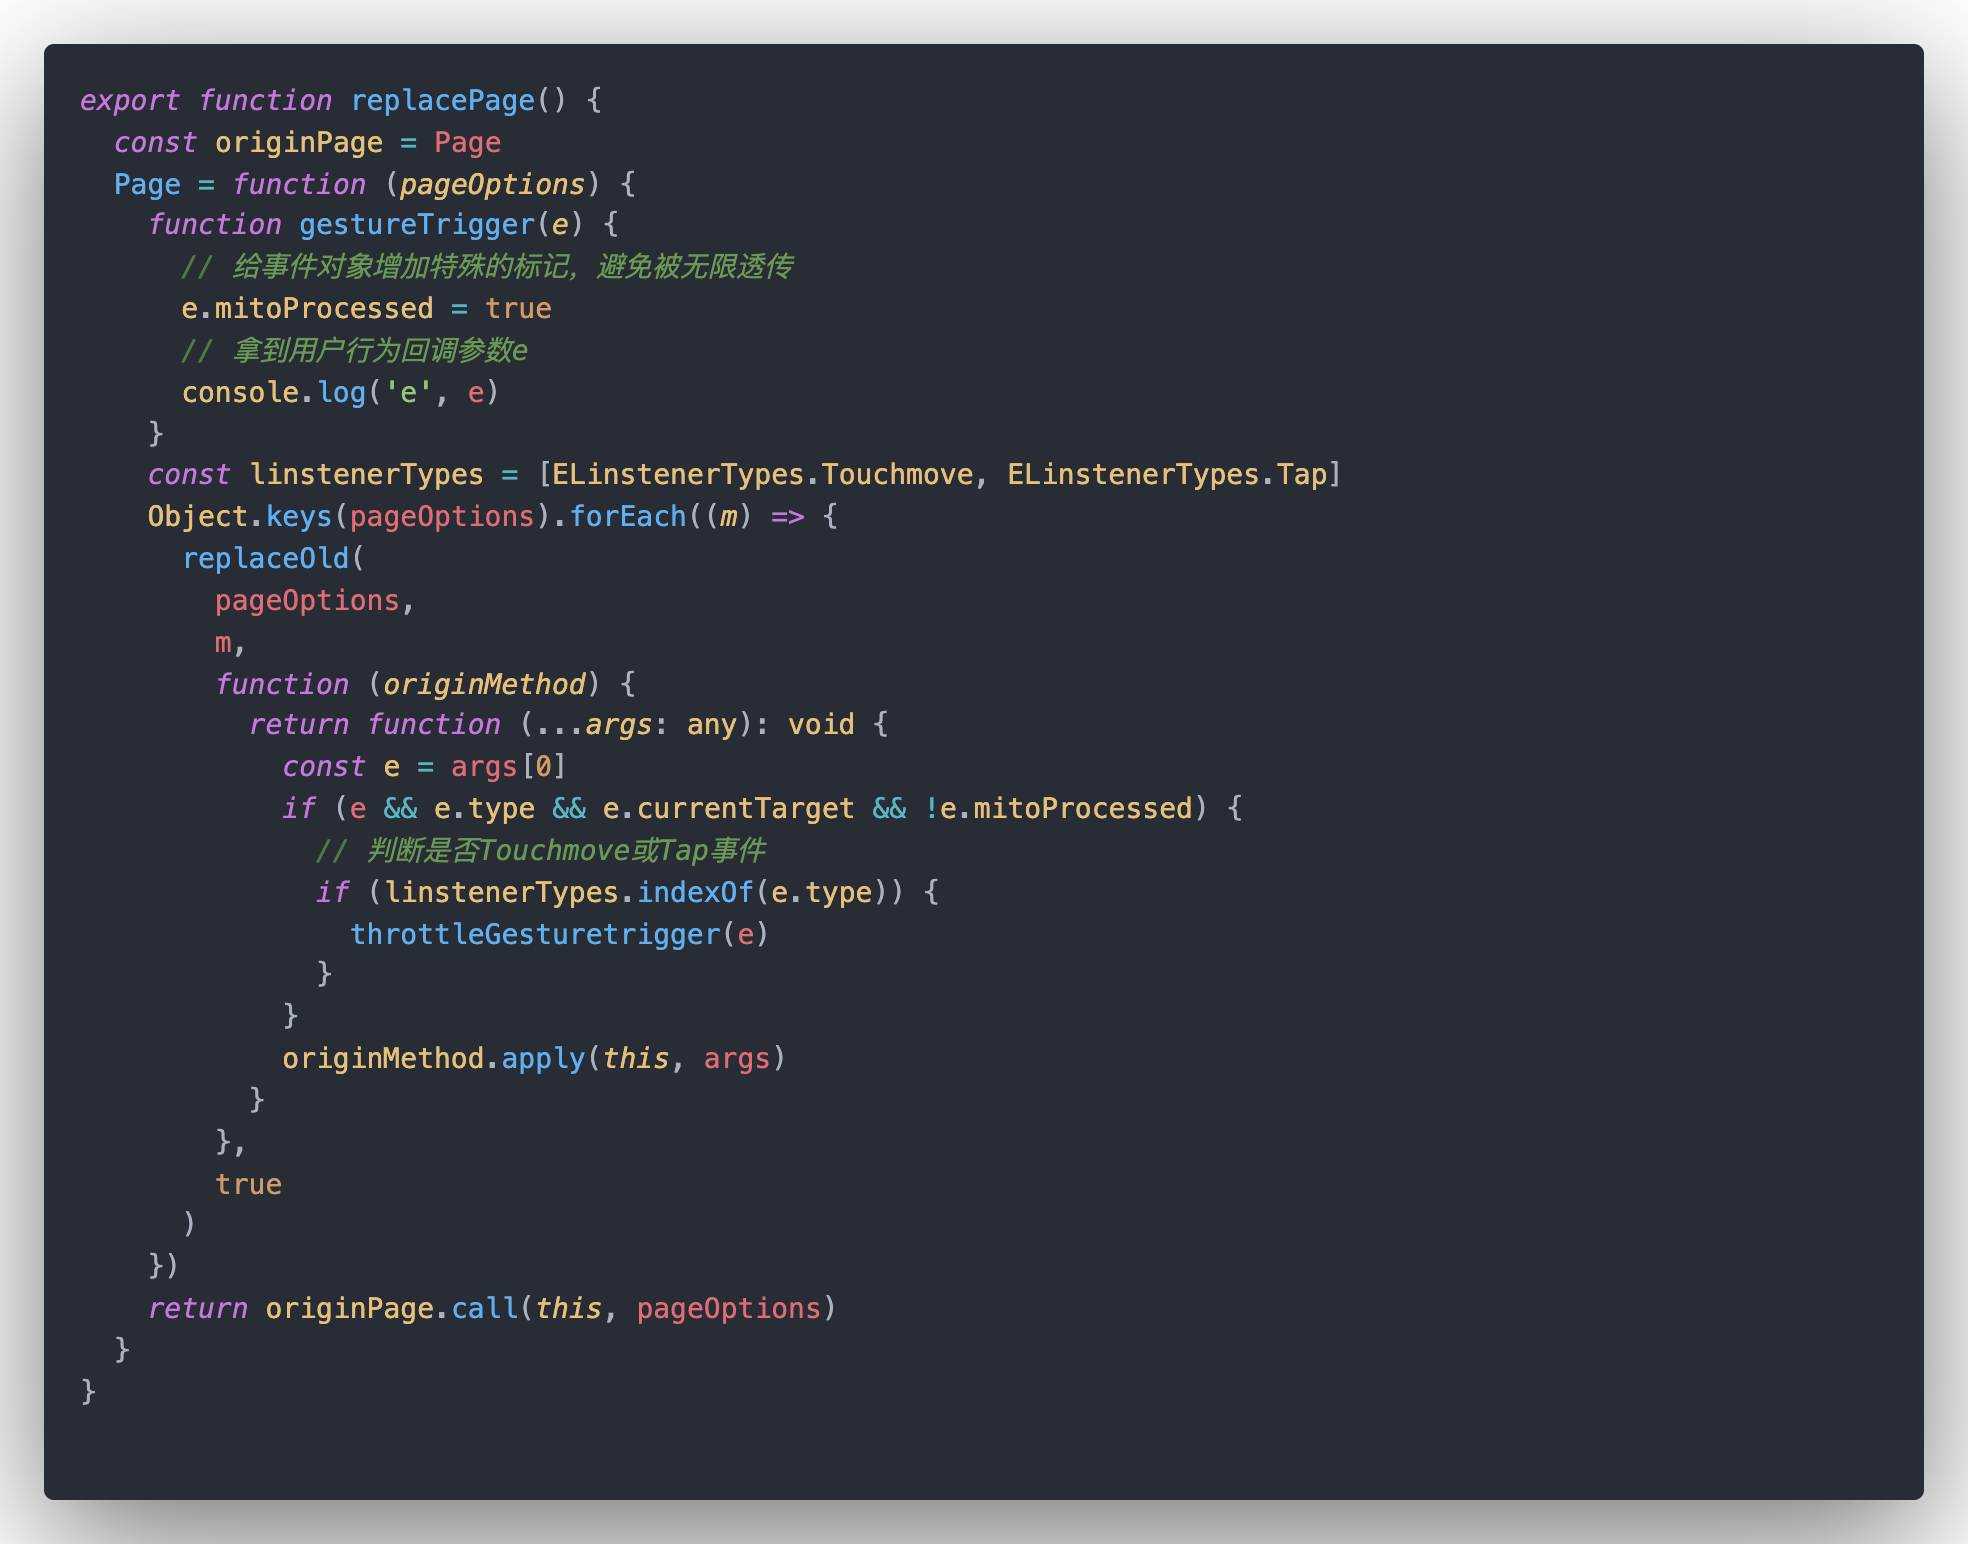 export function replacePage() {
  const originPage = Page
  Page = function (pageOptions) {
    function gestureTrigger(e) {
      // 给事件对象增加特殊的标记，避免被无限透传
      e.mitoProcessed = true
      // 拿到用户行为回调参数e
      console.log('e', e)
    }
    const linstenerTypes = [ELinstenerTypes.Touchmove, ELinstenerTypes.Tap]
    Object.keys(pageOptions).forEach((m) => {
      replaceOld(
        pageOptions,
        m,
        function (originMethod) {
          return function (...args: any): void {
            const e = args[0]
            if (e && e.type && e.currentTarget && !e.mitoProcessed) {
              // 判断是否Touchmove或Tap事件
              if (linstenerTypes.indexOf(e.type)) {
                throttleGesturetrigger(e)
              }
            }
            originMethod.apply(this, args)
          }
        },
        true
      )
    })
    return originPage.call(this, pageOptions)
  }
}